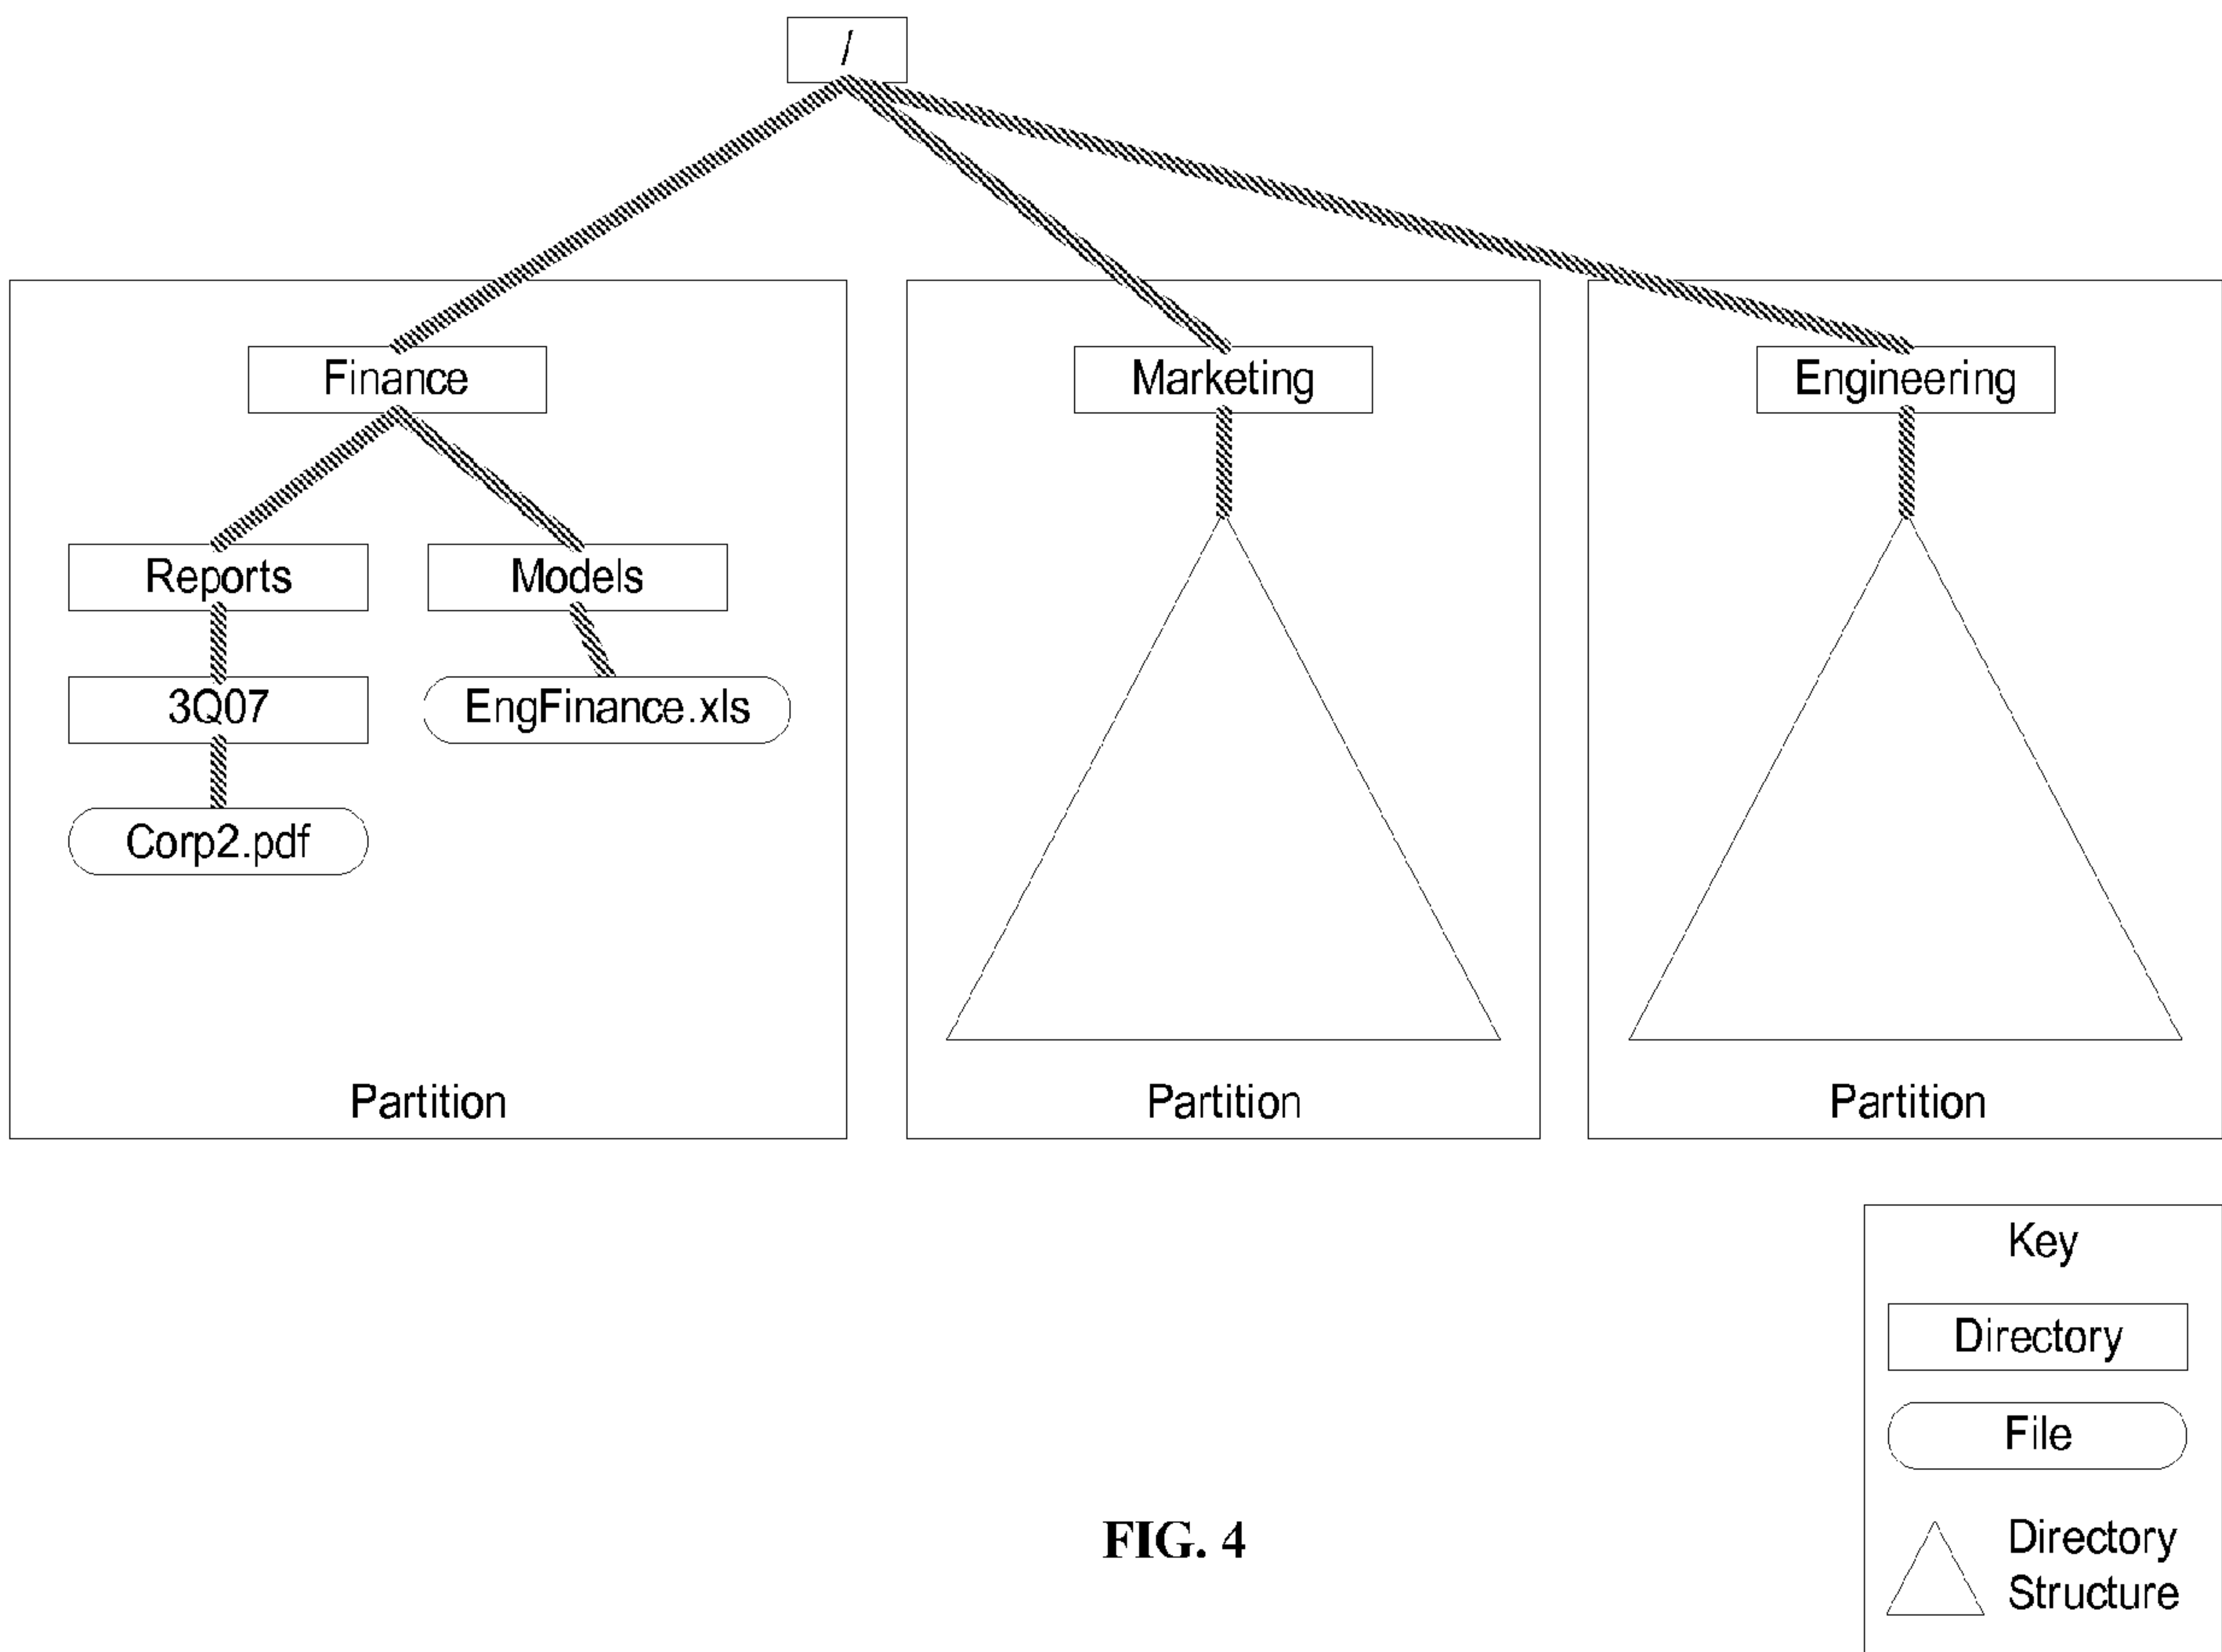 /
Finance
Marketing
Engineering
Reports
Models
3Q07
EngFinance.xls
Corp2.pdf
Partition
Partition
Partition
Key
Directory
File
Directory
Structure
FIG. 4